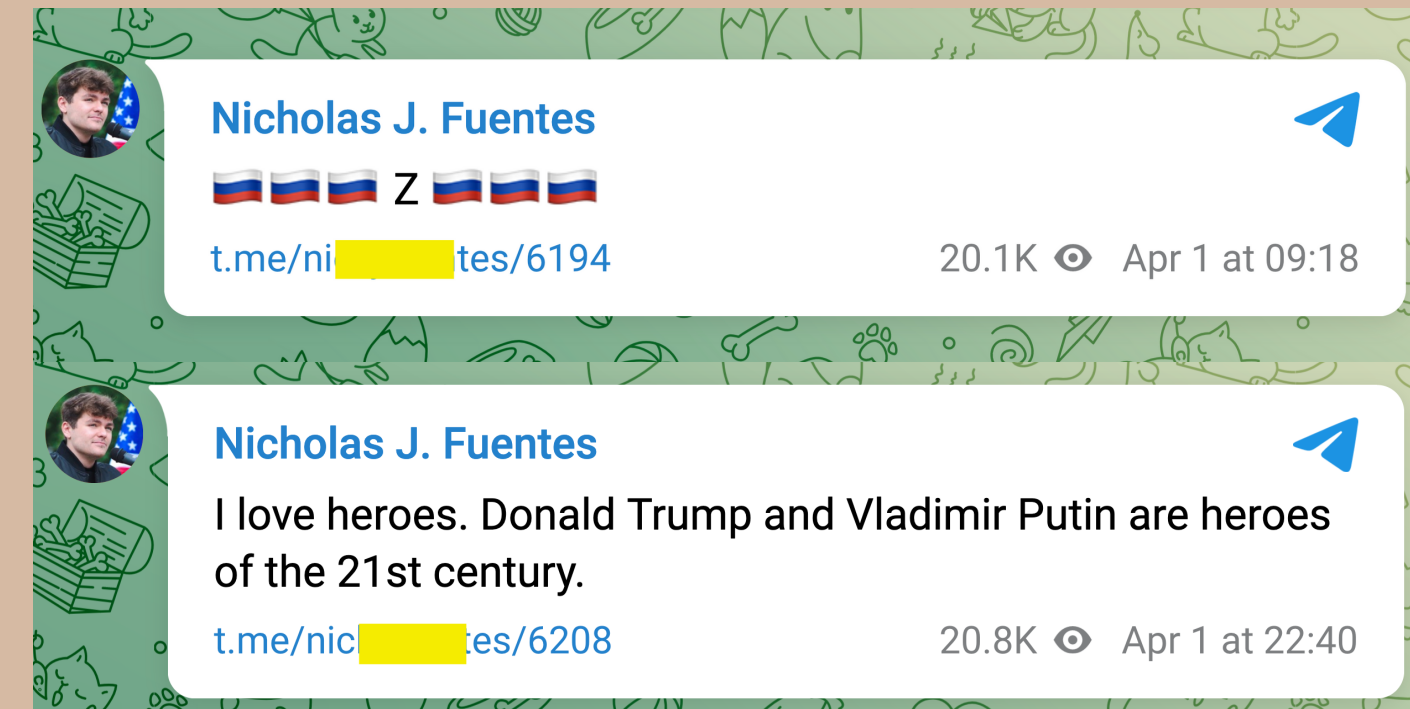 Nicholas J. Fuentes
🇷🇺🇷🇺🇷🇺 Z 🇷🇺🇷🇺🇷🇺
t.me/ni tes/6194
20.1K Apr 1 at 09:18
Nicholas J. Fuentes
I love heroes. Donald Trump and Vladimir Putin are heroes
of the 21st century.
t.me/nic tes/6208
20.8K Apr 1 at 22:40